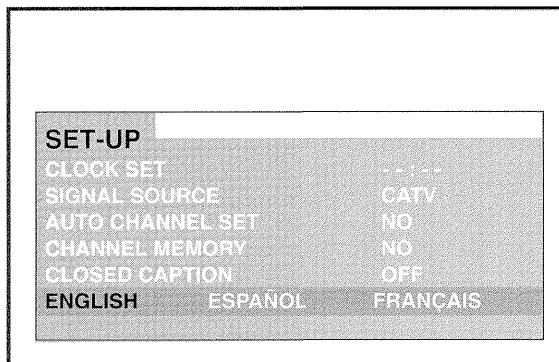 SET-UP
CLOCK SET - - : - -
SIGNAL SOURCE CATV
AUTO CHANNEL SET NO
CHANNEL MEMORY NO
CLOSED CAPTION OFF
ENGLISH ESPAÑOL FRANÇAIS